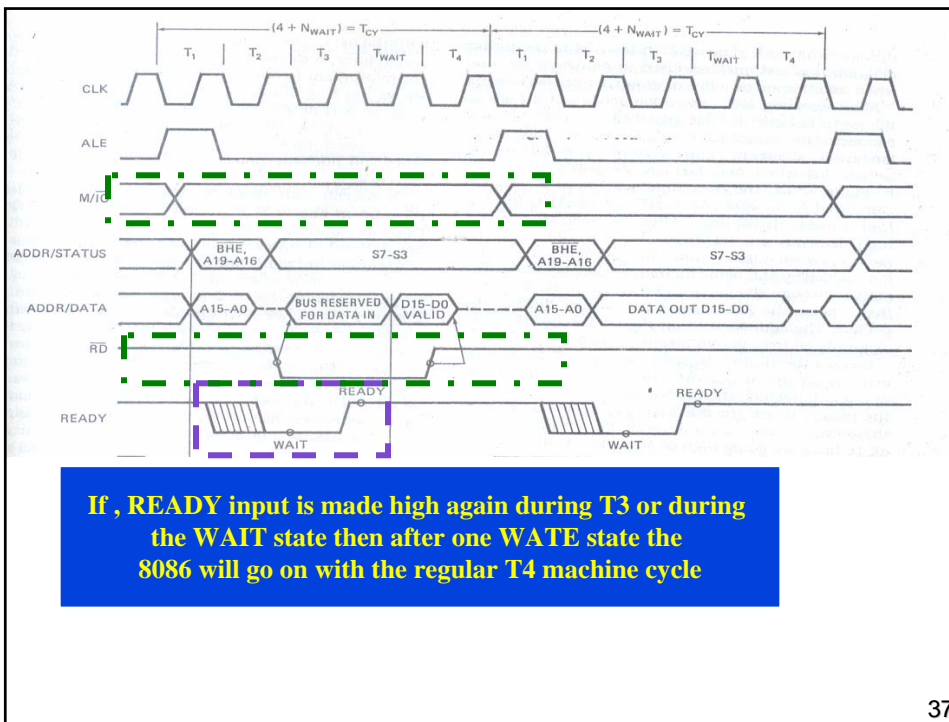 (4 + NWAIT) = TCY (4 + NWAIT) = TCY
T1 T2 T3 TWAIT T4 T1 T2 T3 TWAIT T4
CLK
ALE
M/IO
ADDR/STATUS BHE, A19-A16 S7-S3 BHE, A19-A16 S7-S3
ADDR/DATA A15-A0 BUS RESERVED FOR DATA IN D15-D0 VALID A15-A0 DATA OUT D15-D0
RD
READY READY
READY
WAIT WAIT
If , READY input is made high again during T3 or during
the WAIT state then after one WATE state the
8086 will go on with the regular T4 machine cycle
37